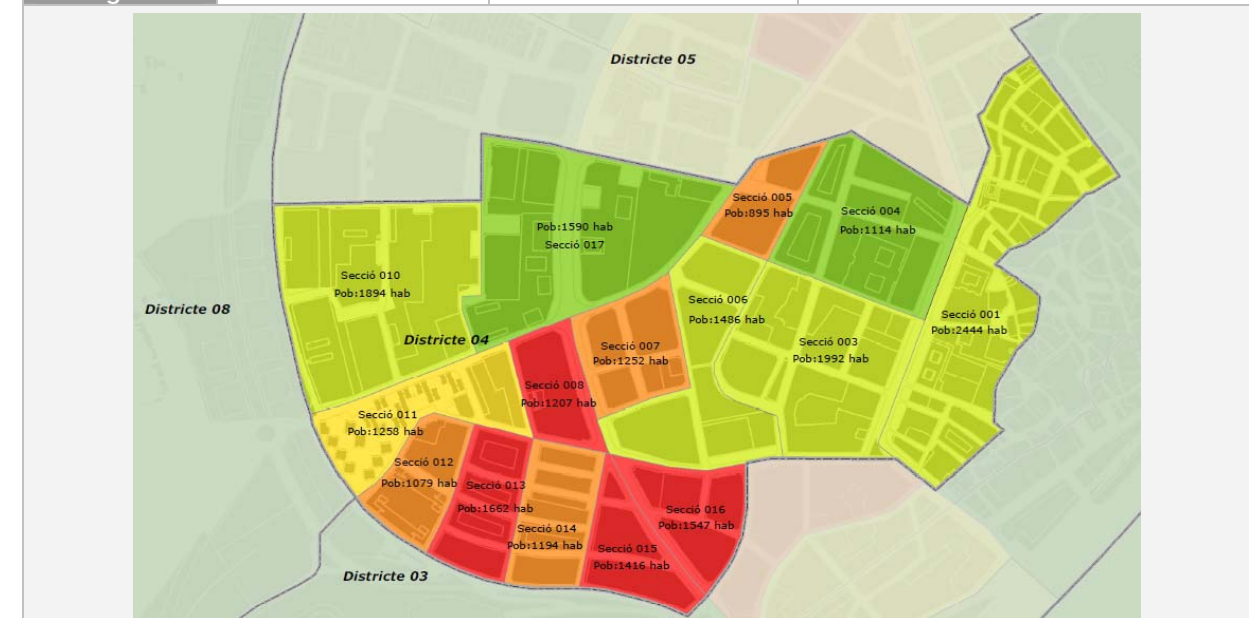 Districte 05
Secció 005
Pob:895 hab
Secció 004
Pob:1114 hab
Pob:1590 hab
Secció 017
Secció 010
Pob:1894 hab
Districte 08
Secció 006
Pob:1486 hab
Secció 001
Pob:2444 hab
Districte 04
Secció 007
Pob:1252 hab
Secció 003
Pob:1992 hab
Secció 008
Pob:1207 hab
Secció 011
Pob:1258 hab
Secció 012
Pob:1079 hab
Secció 013
Pob:1662 hab
Secció 014
Pob:1194 hab
Secció 016
Pob:1547 hab
Secció 015
Pob:1416 hab
Districte 03